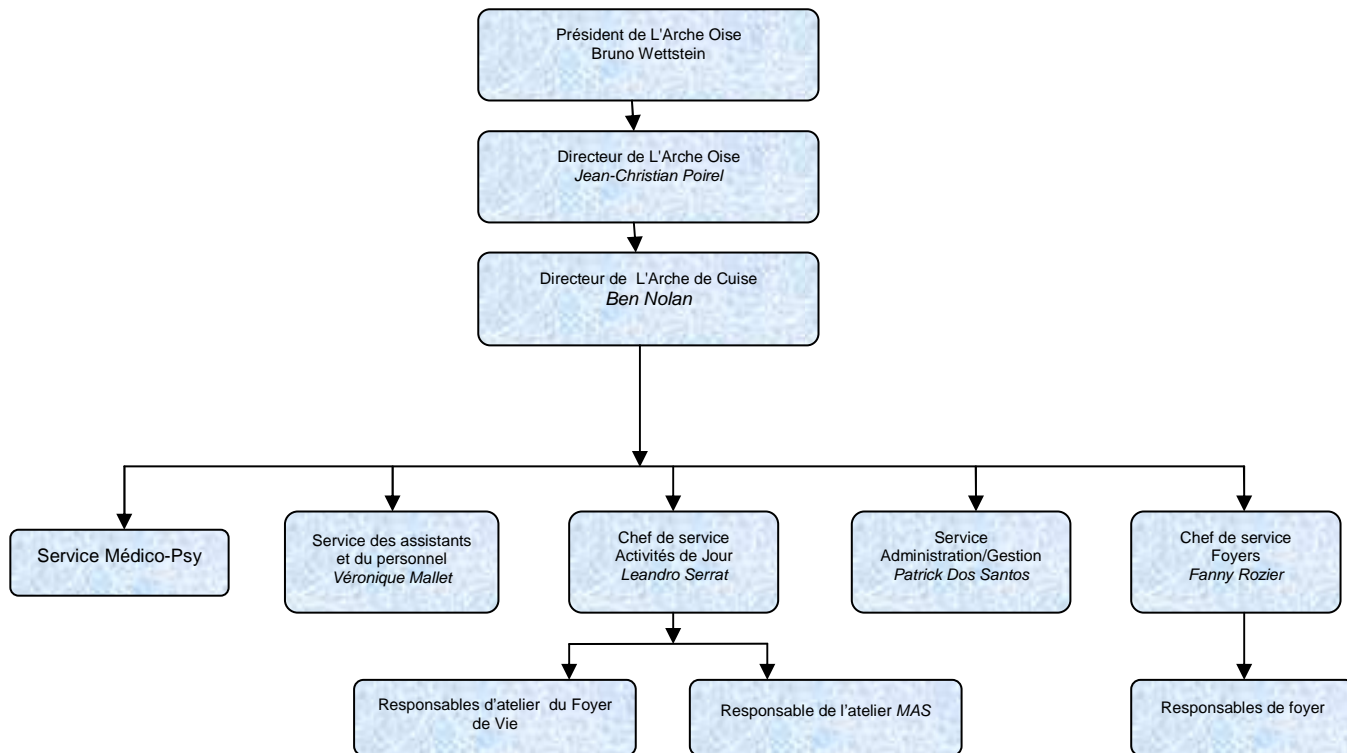 Président de L'Arche Oise
Bruno Wettstein
Directeur de L'Arche Oise
Jean-Christian Poirel
Directeur de L'Arche de Cuise
Ben Nolan
Service Médico-Psy
Service des assistants
et du personnel
Véronique Mallet
Chef de service
Activités de Jour
Leandro Serrat
Service
Administration/Gestion
Patrick Dos Santos
Chef de service
Foyers
Fanny Rozier
Responsables d'atelier du Foyer
de Vie
Responsable de l'atelier MAS
Responsables de foyer